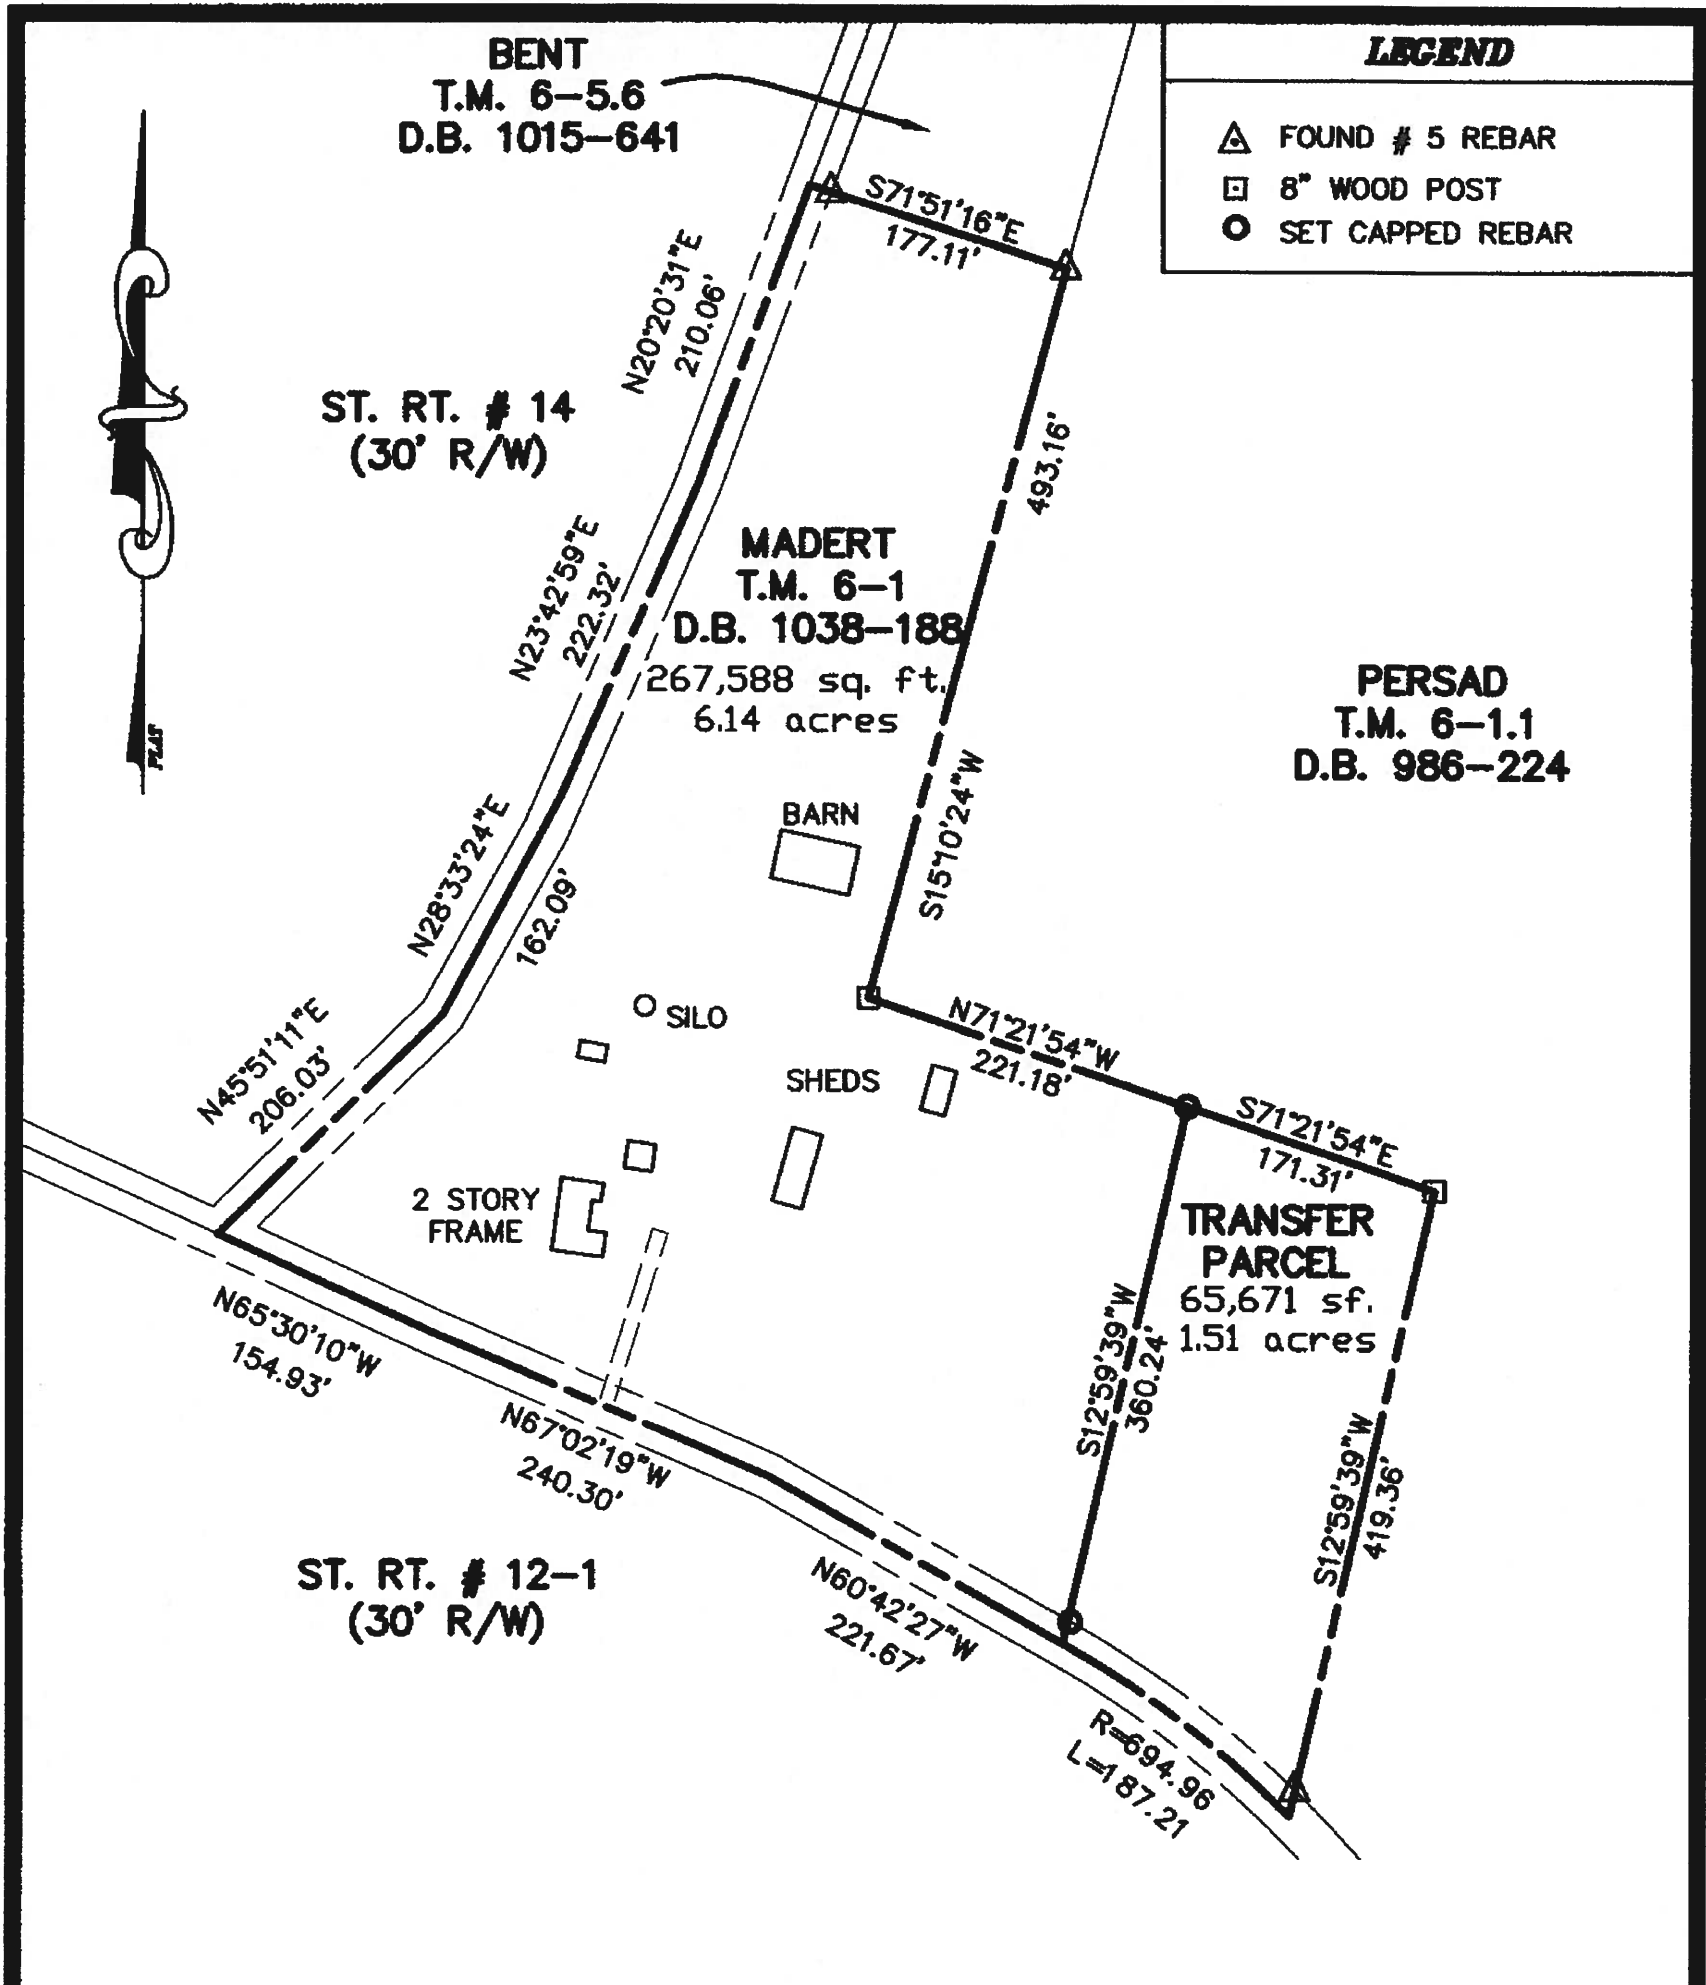 BENT
T.M. 6-5.6
D.B. 1015-641
LEGEND
FOUND # 5 REBAR
8" WOOD POST
SET CAPPED REBAR
S71°51'16"E
177.11'
N20°20'31"E
210.06'
ST. RT. # 14
(30' R/W)
493.16'
S15°10'24"W
N23°42'59"E
222.32'
MADERT
T.M. 6-1
D.B. 1038-188
267,588 sq. ft.
6.14 acres
PERSAD
T.M. 6-1.1
D.B. 986-224
PLAT
BARN
N28°33'24"E
162.09'
SILO
N45°51'11"E
206.03'
N71°21'54"W
221.18'
SHEDS
S71°21'54"E
171.31'
2 STORY
FRAME
TRANSFER
PARCEL
65,671 sf.
1.51 acres
S12°59'39"W
360.24'
S12°59'39"W
419.36'
N65°30'10"W
154.93'
N67°02'19"W
240.30'
ST. RT. # 12-1
(30' R/W)
N60°42'27"W
221.67'
R=694.96
L=187.21